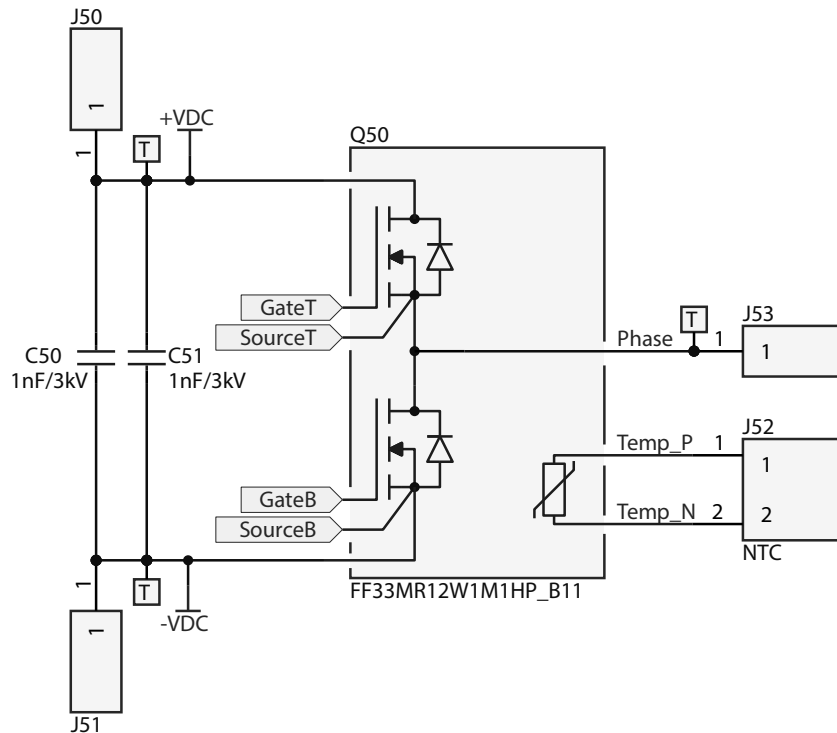 J50
1
1
+VDC
T
Q50
GateT
SourceT
T
J53
Phase
1
1
C50
1nF/3kV
C51
1nF/3kV
J52
Temp_P
1
1
GateB
SourceB
Temp_N
2
2
NTC
1
T
-VDC
FF33MR12W1M1HP_B11
1
J51